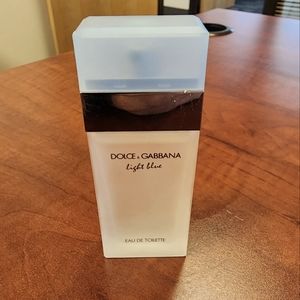 DOLCE & GABBANA
light blue
EAU DE TOILETTE